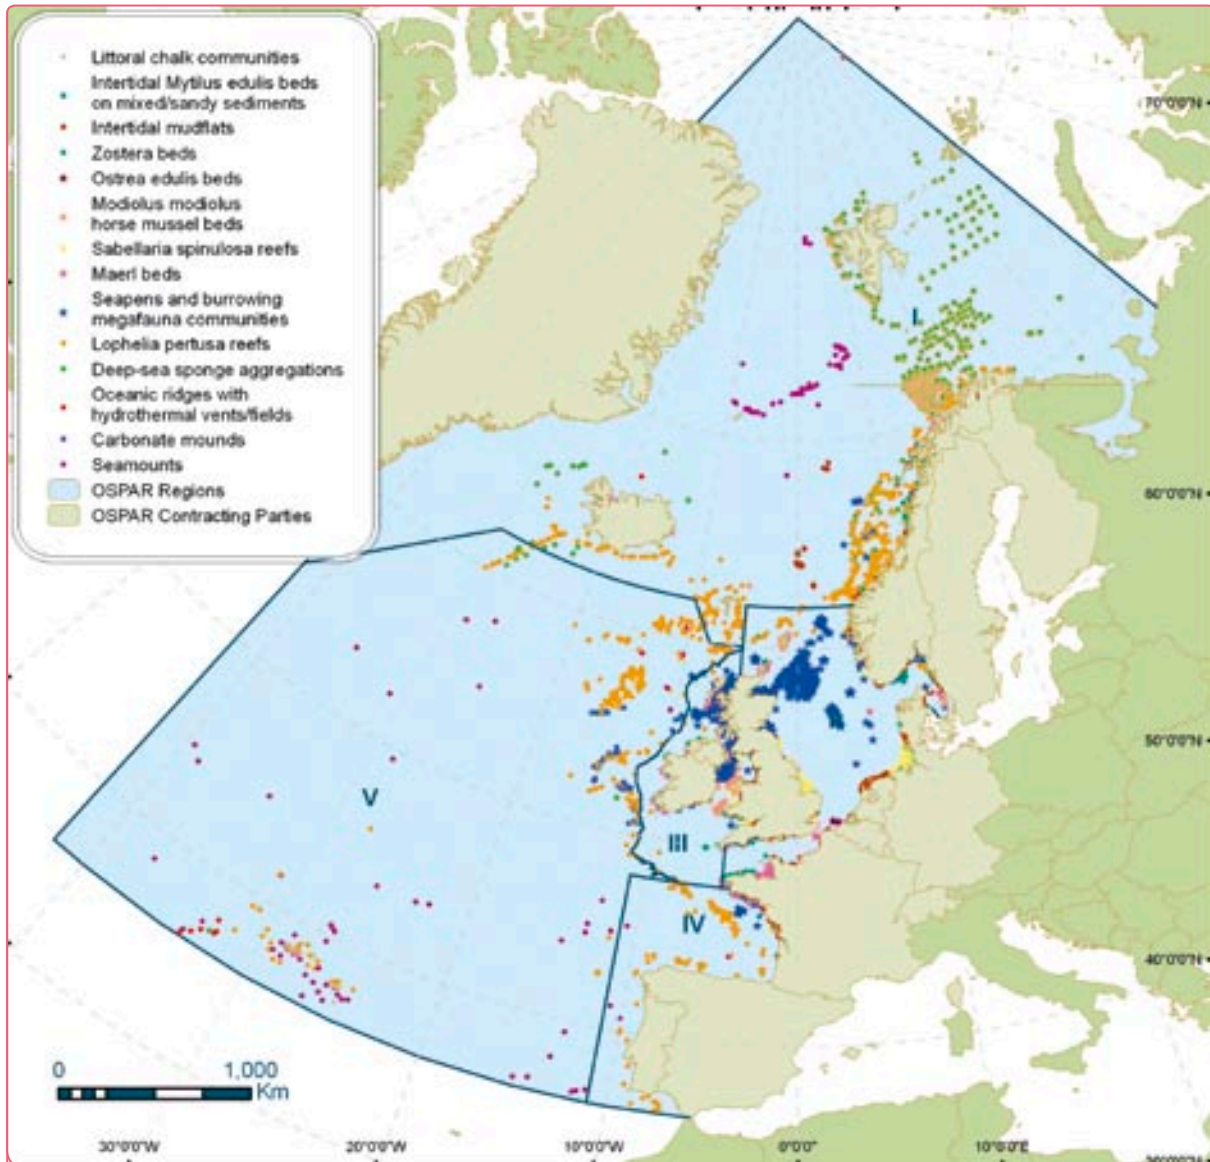 Littoral chalk communities
Intertidal Mytilus edulis beds
on mixed/sandy sediments
Intertidal mudflats
Zostera beds
Ostrea edulis beds
Modiolus modiolus
horse mussel beds
Sabellaria spinulosa reefs
Maerl beds
Seapens and burrowing
megafauna communities
Lophelia pertusa reefs
Deep-sea sponge aggregations
Oceanic ridges with
hydrothermal vents/fields
Carbonate mounds
Seamounts
OSPAR Regions
OSPAR Contracting Parties
70°0'0"N
I
60°0'0"N
50°0'0"N
V
III
IV
40°0'0"N
0 1,000
Km
30°0'0"W 20°0'0"W 10°0'0"W 0°0'0" 10°0'0"E